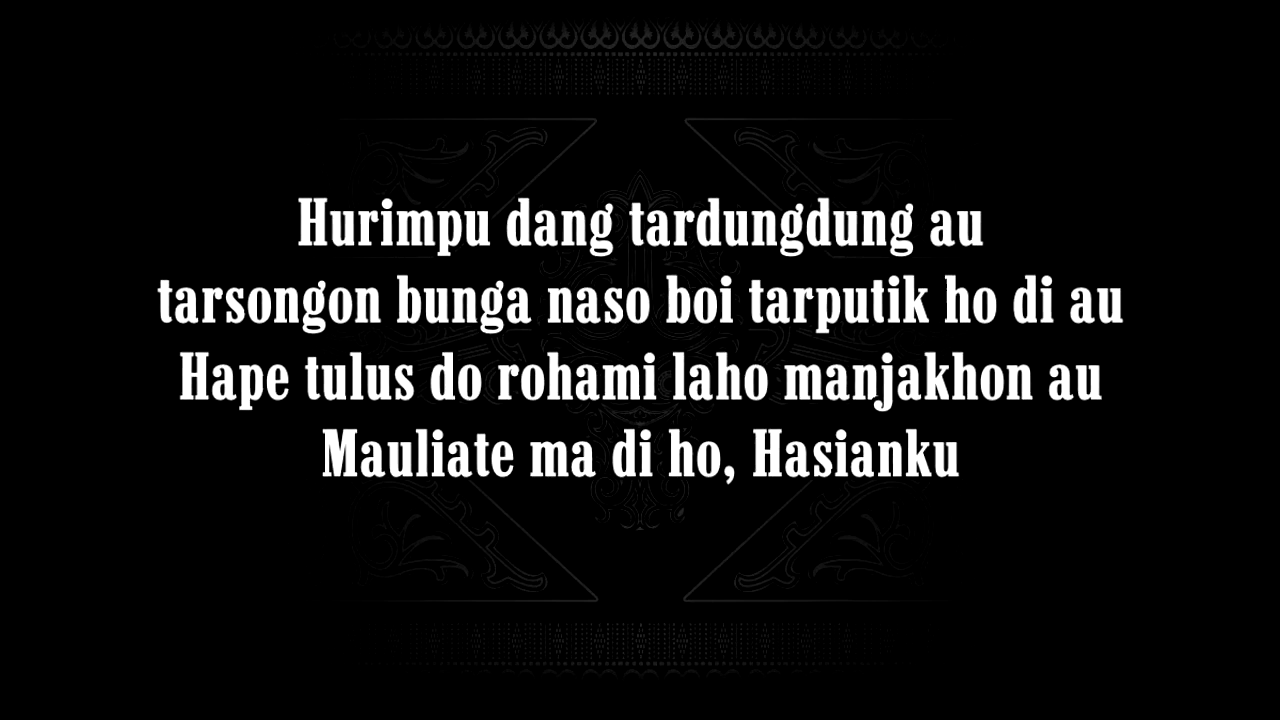 Hurimpu dang tardungdung au
tarsongon bunga naso boi tarputik ho di au
Hape tulus do rohami laho manjakhon au
Mauliate ma di ho, Hasianku